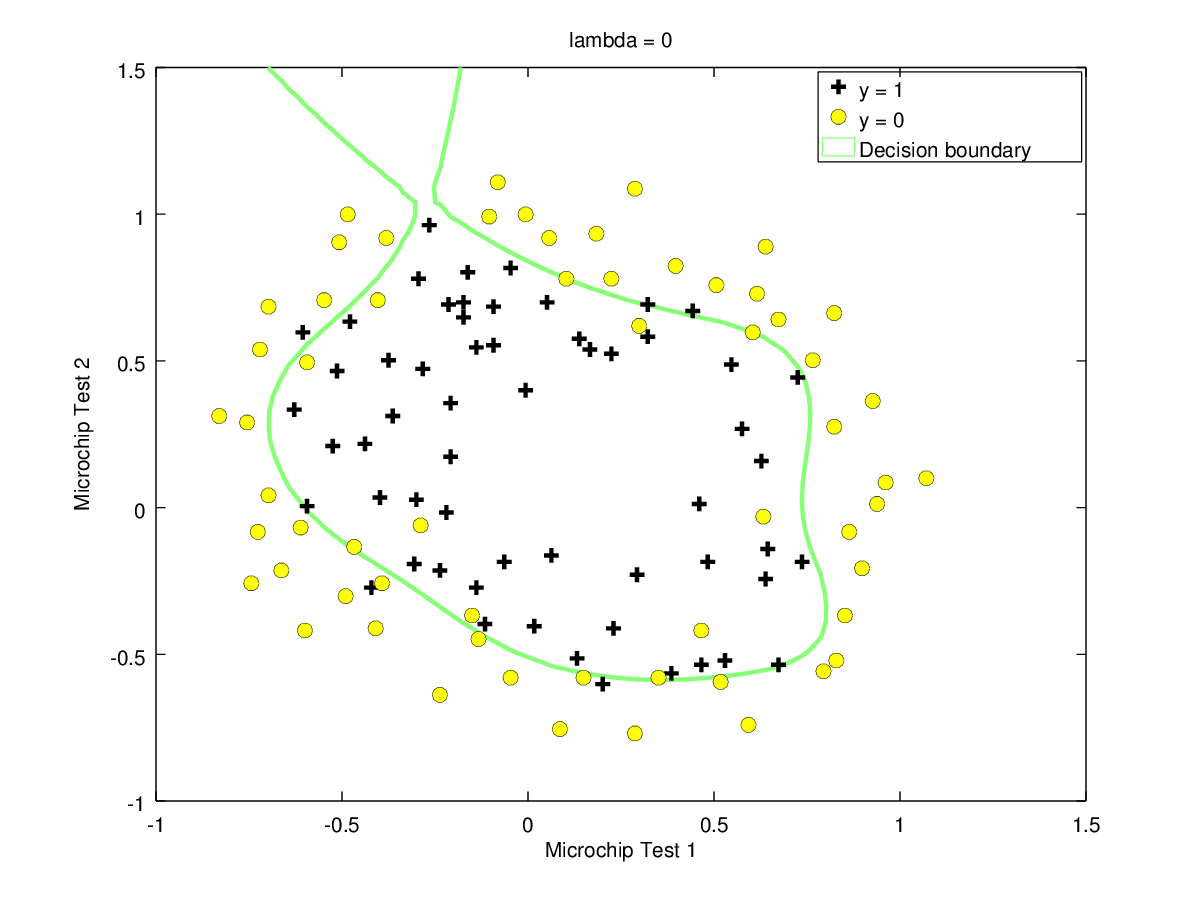 lambda = 0
1.5
y = 1
y = 0
Decision boundary
1
0.5
Microchip Test 2
0
-0.5
-1
-1 -0.5 0 0.5 1 1.5
Microchip Test 1